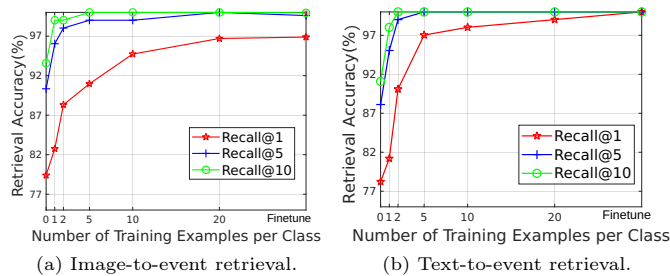 Retrieval Accuracy(%)
97
92
87
82
77
Recall@1
Recall@5
Recall@10
0 1 2 5 10 20 Finetune
Number of Training Examples per Class
(a) Image-to-event retrieval.
Retrieval Accuracy(%)
97
92
87
82
77
Recall@1
Recall@5
Recall@10
0 1 2 5 10 20 Finetune
Number of Training Examples per Class
(b) Text-to-event retrieval.